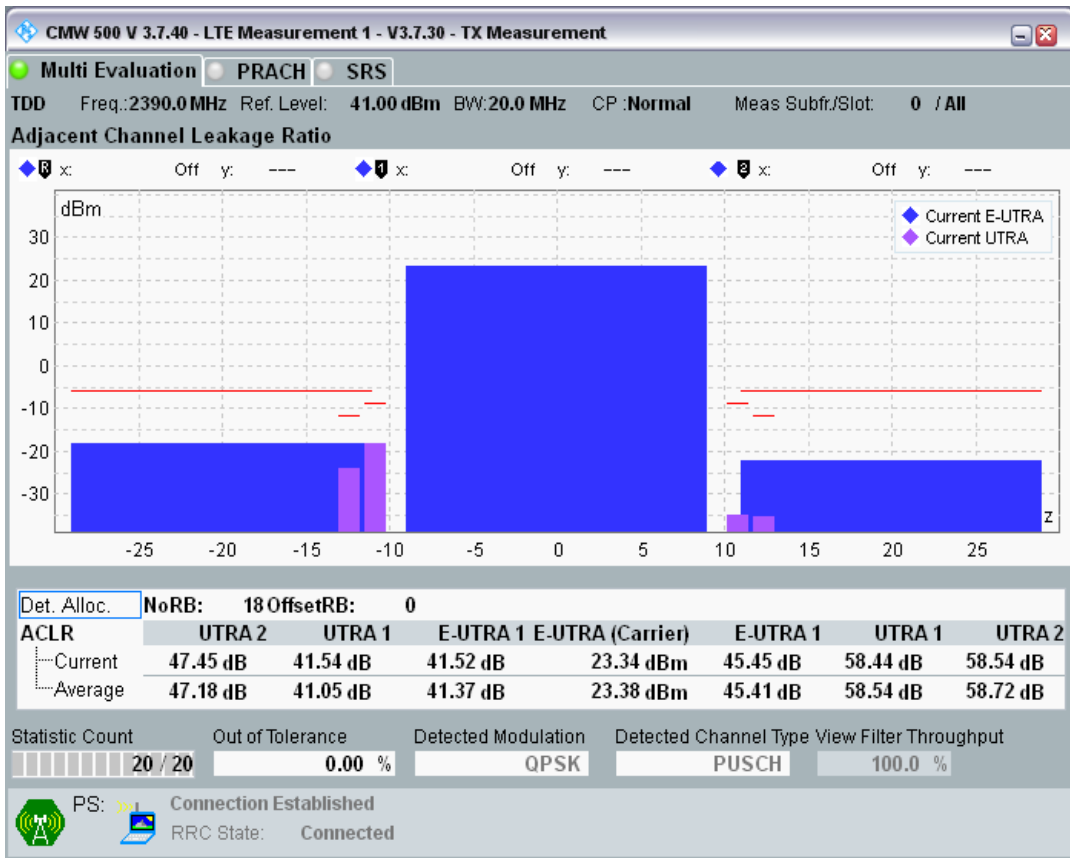 CMW 500 V 3.7.40 - LTE Measurement 1 - V3.7.30 - TX Measurement
Multi Evaluation PRACH SRS
TDD Freq.:2390.0 MHz Ref. Level: 41.00 dBm BW:20.0 MHz CP :Normal Meas Subfr./Slot: 0 / All
Adjacent Channel Leakage Ratio
R x: Off y: --- 1 x: Off y: --- 2 x: Off y: ---
dBm
Current E-UTRA
Current UTRA
30
20
10
0
-10
-20
-30
z
-25 -20 -15 -10 -5 0 5 10 15 20 25
Det. Alloc. NoRB: 18 OffsetRB: 0
ACLR UTRA 2 UTRA 1 E-UTRA 1 E-UTRA (Carrier) E-UTRA 1 UTRA 1 UTRA 2
Current 47.45 dB 41.54 dB 41.52 dB 23.34 dBm 45.45 dB 58.44 dB 58.54 dB
Average 47.18 dB 41.05 dB 41.37 dB 23.38 dBm 45.41 dB 58.54 dB 58.72 dB
Statistic Count Out of Tolerance Detected Modulation Detected Channel Type View Filter Throughput
20 / 20 0.00 % QPSK PUSCH 100.0 %
PS: Connection Established
RRC State: Connected